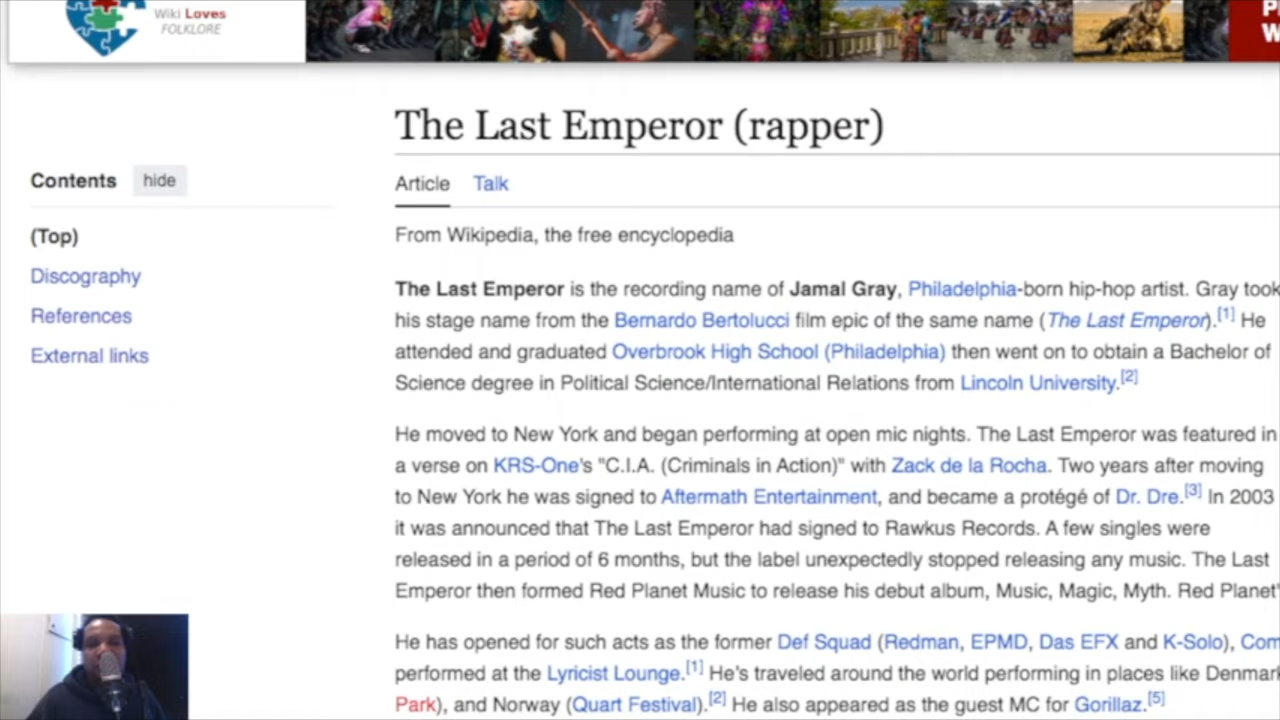 Wiki Loves
FOLKLORE
P
W
The Last Emperor (rapper)
Contents hide
(Top)
Discography
References
External links
Article Talk
From Wikipedia, the free encyclopedia
The Last Emperor is the recording name of Jamal Gray, Philadelphia-born hip-hop artist. Gray took
his stage name from the Bernardo Bertolucci film epic of the same name (The Last Emperor).[1] He
attended and graduated Overbrook High School (Philadelphia) then went on to obtain a Bachelor of
Science degree in Political Science/International Relations from Lincoln University.[2]
He moved to New York and began performing at open mic nights. The Last Emperor was featured in
a verse on KRS-One's "C.I.A. (Criminals in Action)" with Zack de la Rocha. Two years after moving
to New York he was signed to Aftermath Entertainment, and became a protégé of Dr. Dre.[3] In 2003
it was announced that The Last Emperor had signed to Rawkus Records. A few singles were
released in a period of 6 months, but the label unexpectedly stopped releasing any music. The Last
Emperor then formed Red Planet Music to release his debut album, Music, Magic, Myth. Red Planet'
He has opened for such acts as the former Def Squad (Redman, EPMD, Das EFX and K-Solo), Com
performed at the Lyricist Lounge.[1] He's traveled around the world performing in places like Denmark
Park), and Norway (Quart Festival).[2] He also appeared as the guest MC for Gorillaz.[5]